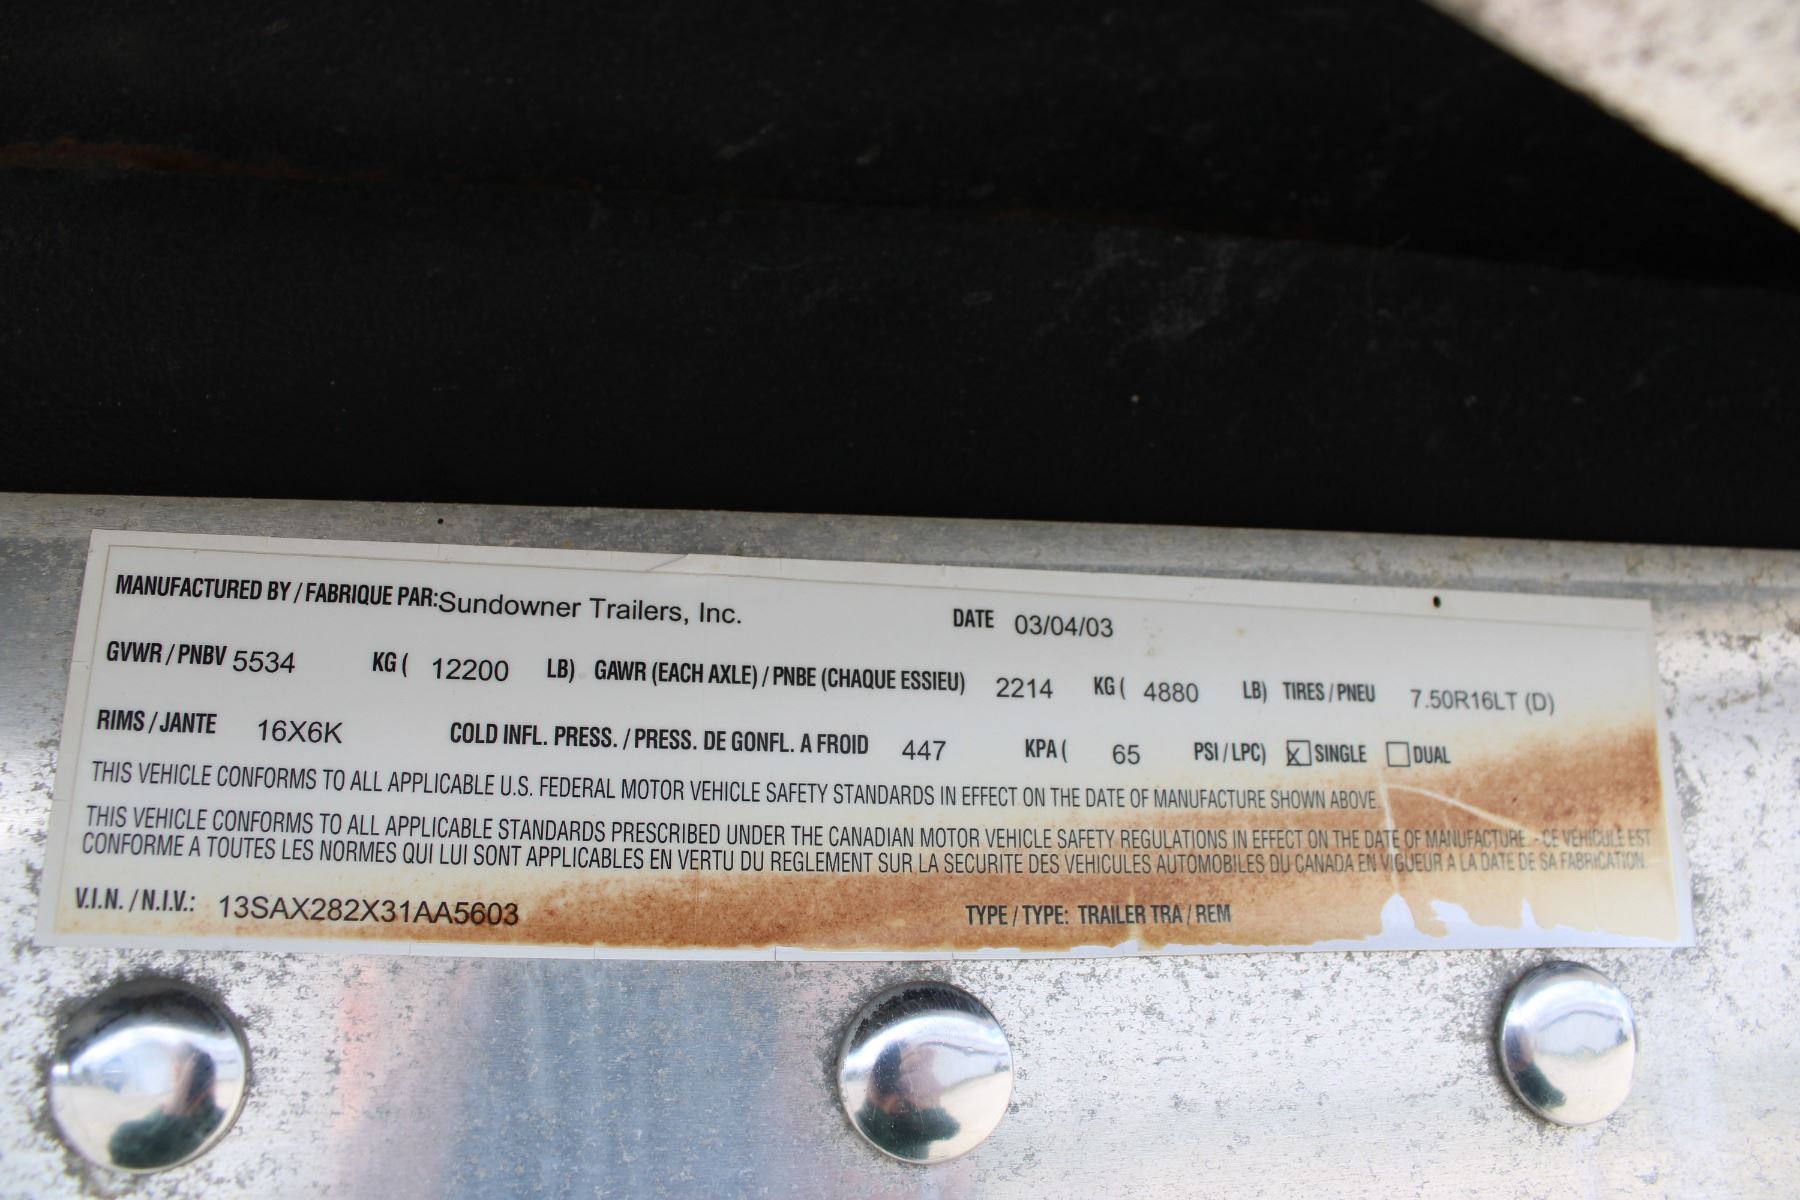 MANUFACTURED BY / FABRIQUE PAR: Sundowner Trailers, Inc. DATE 03/04/03
GVWR / PNBV 5534 KG ( 12200 LB) GAWR (EACH AXLE) / PNBE (CHAQUE ESSIEU) 2214 KG ( 4880 LB) TIRES / PNEU 7.50R16LT (D)
RIMS / JANTE 16X6K COLD INFL. PRESS. / PRESS. DE GONFL. A FROID 447 KPA ( 65 PSI / LPC) X SINGLE DUAL
THIS VEHICLE CONFORMS TO ALL APPLICABLE U.S. FEDERAL MOTOR VEHICLE SAFETY STANDARDS IN EFFECT ON THE DATE OF MANUFACTURE SHOWN ABOVE.
THIS VEHICLE CONFORMS TO ALL APPLICABLE STANDARDS PRESCRIBED UNDER THE CANADIAN MOTOR VEHICLE SAFETY REGULATIONS IN EFFECT ON THE DATE OF MANUFACTURE. - CE VEHICULE EST
CONFORME A TOUTES LES NORMES QUI LUI SONT APPLICABLES EN VERTU DU REGLEMENT SUR LA SECURITE DES VEHICULES AUTOMOBILES DU CANADA EN VIGUEUR A LA DATE DE SA FABRICATION.
V.I.N. / N.I.V.: 13SAX282X31AA5603 TYPE / TYPE: TRAILER TRA / REM